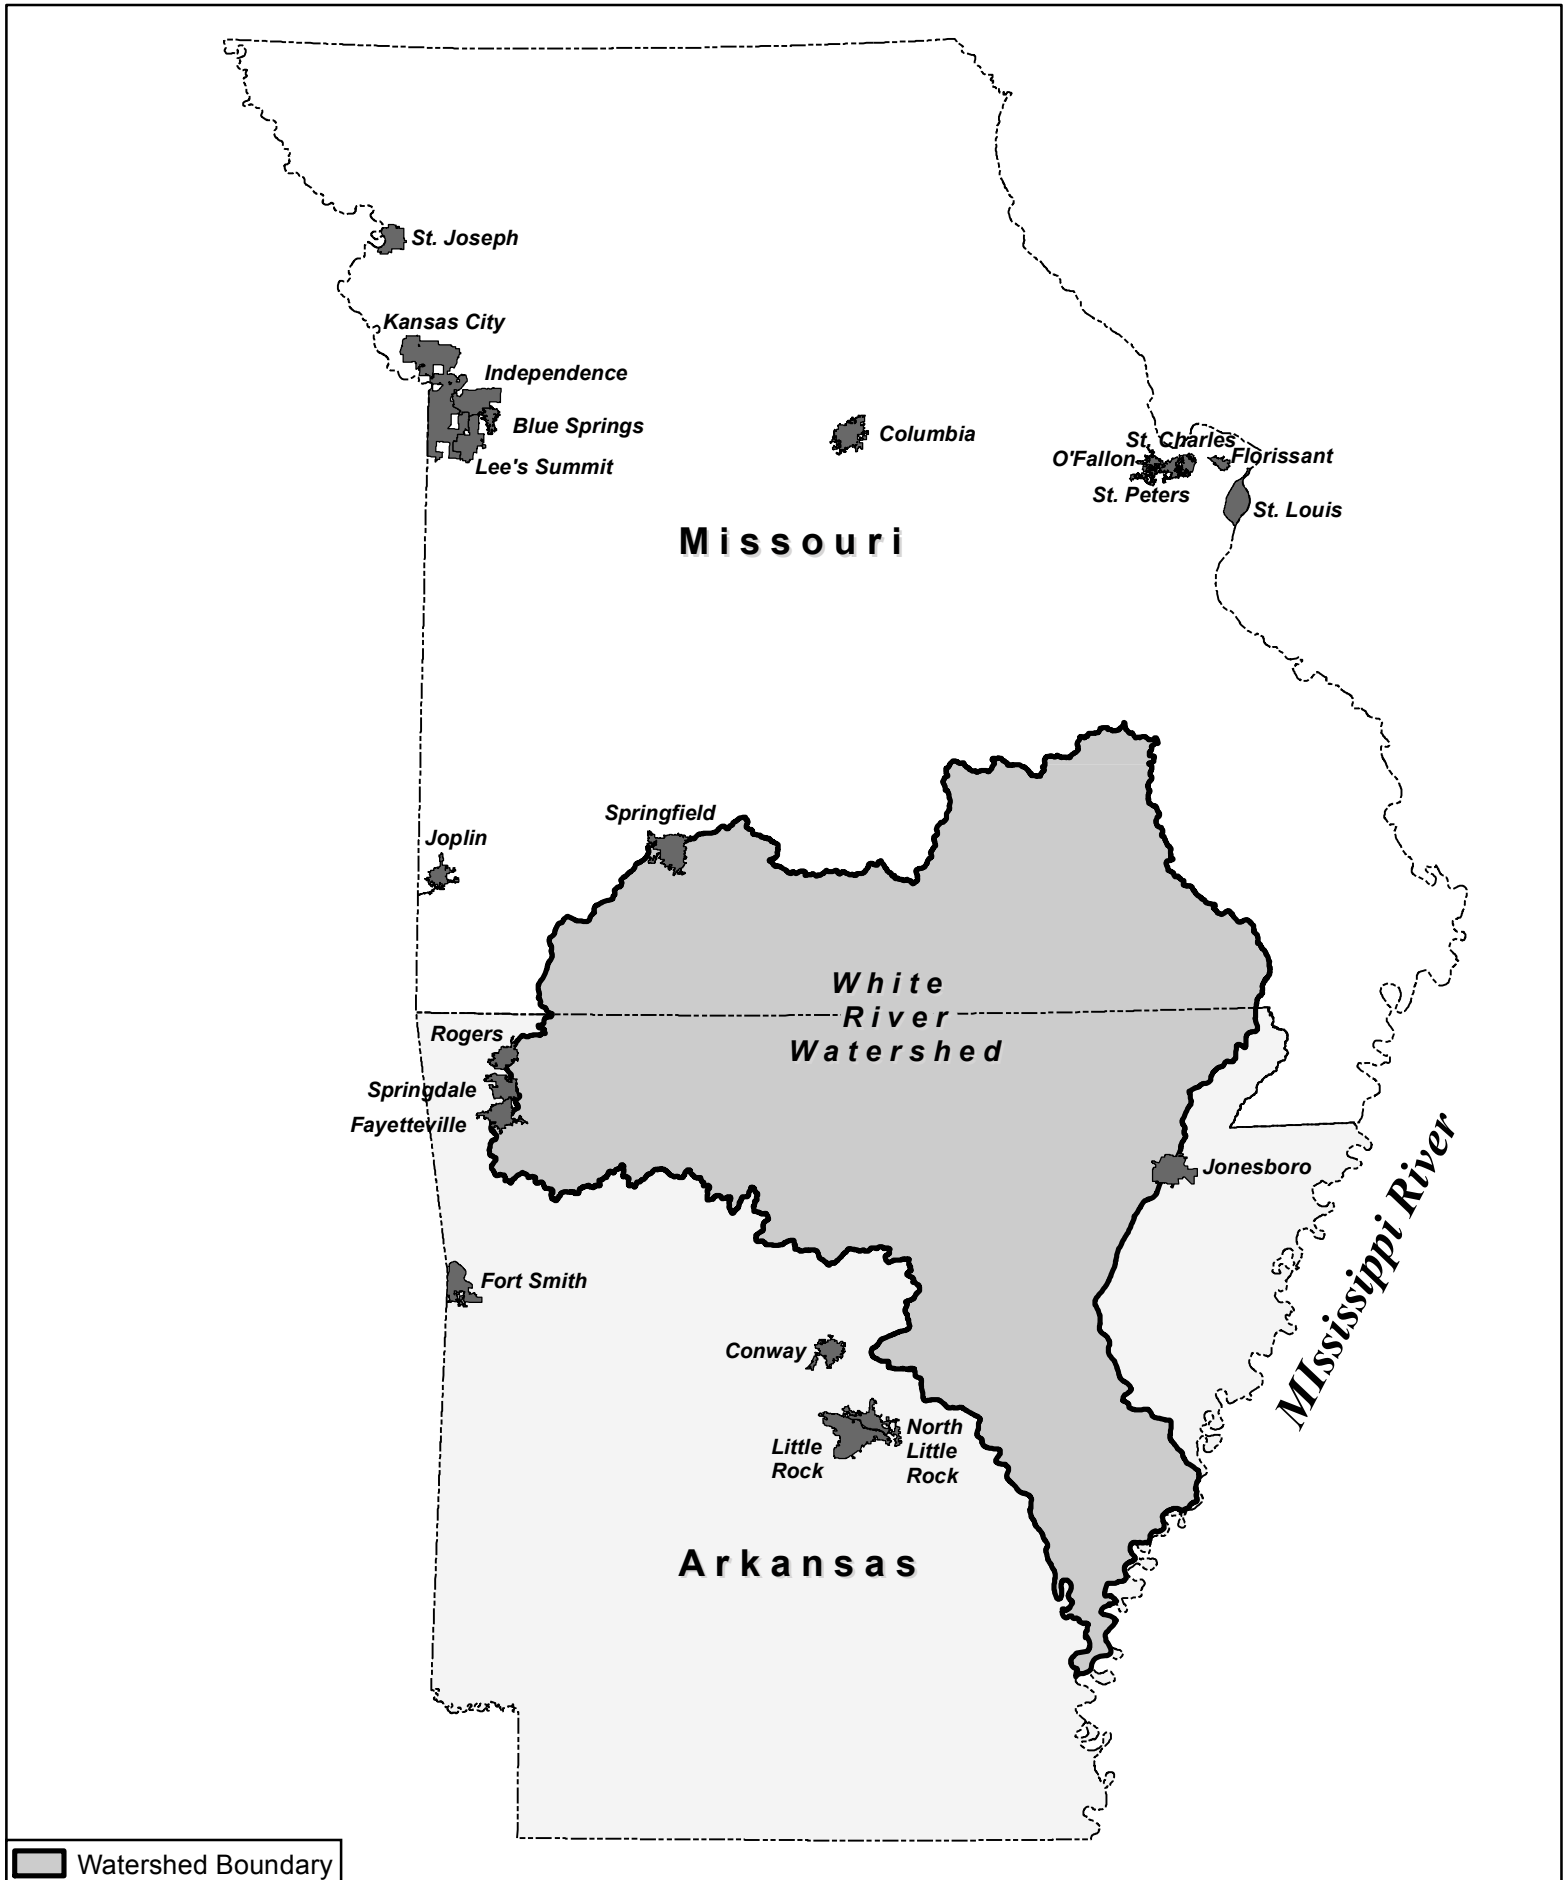 St. Joseph
Kansas City
Independence
Blue Springs
Lee's Summit
Columbia
St. Charles
O'Fallon
Florissant
St. Peters
St. Louis
Missouri
Springfield
Joplin
White
River
Watershed
Rogers
Springdale
Fayetteville
Jonesboro
MIssissippi River
Fort Smith
Conway
North
Little
Rock
Little
Rock
Arkansas
Watershed Boundary